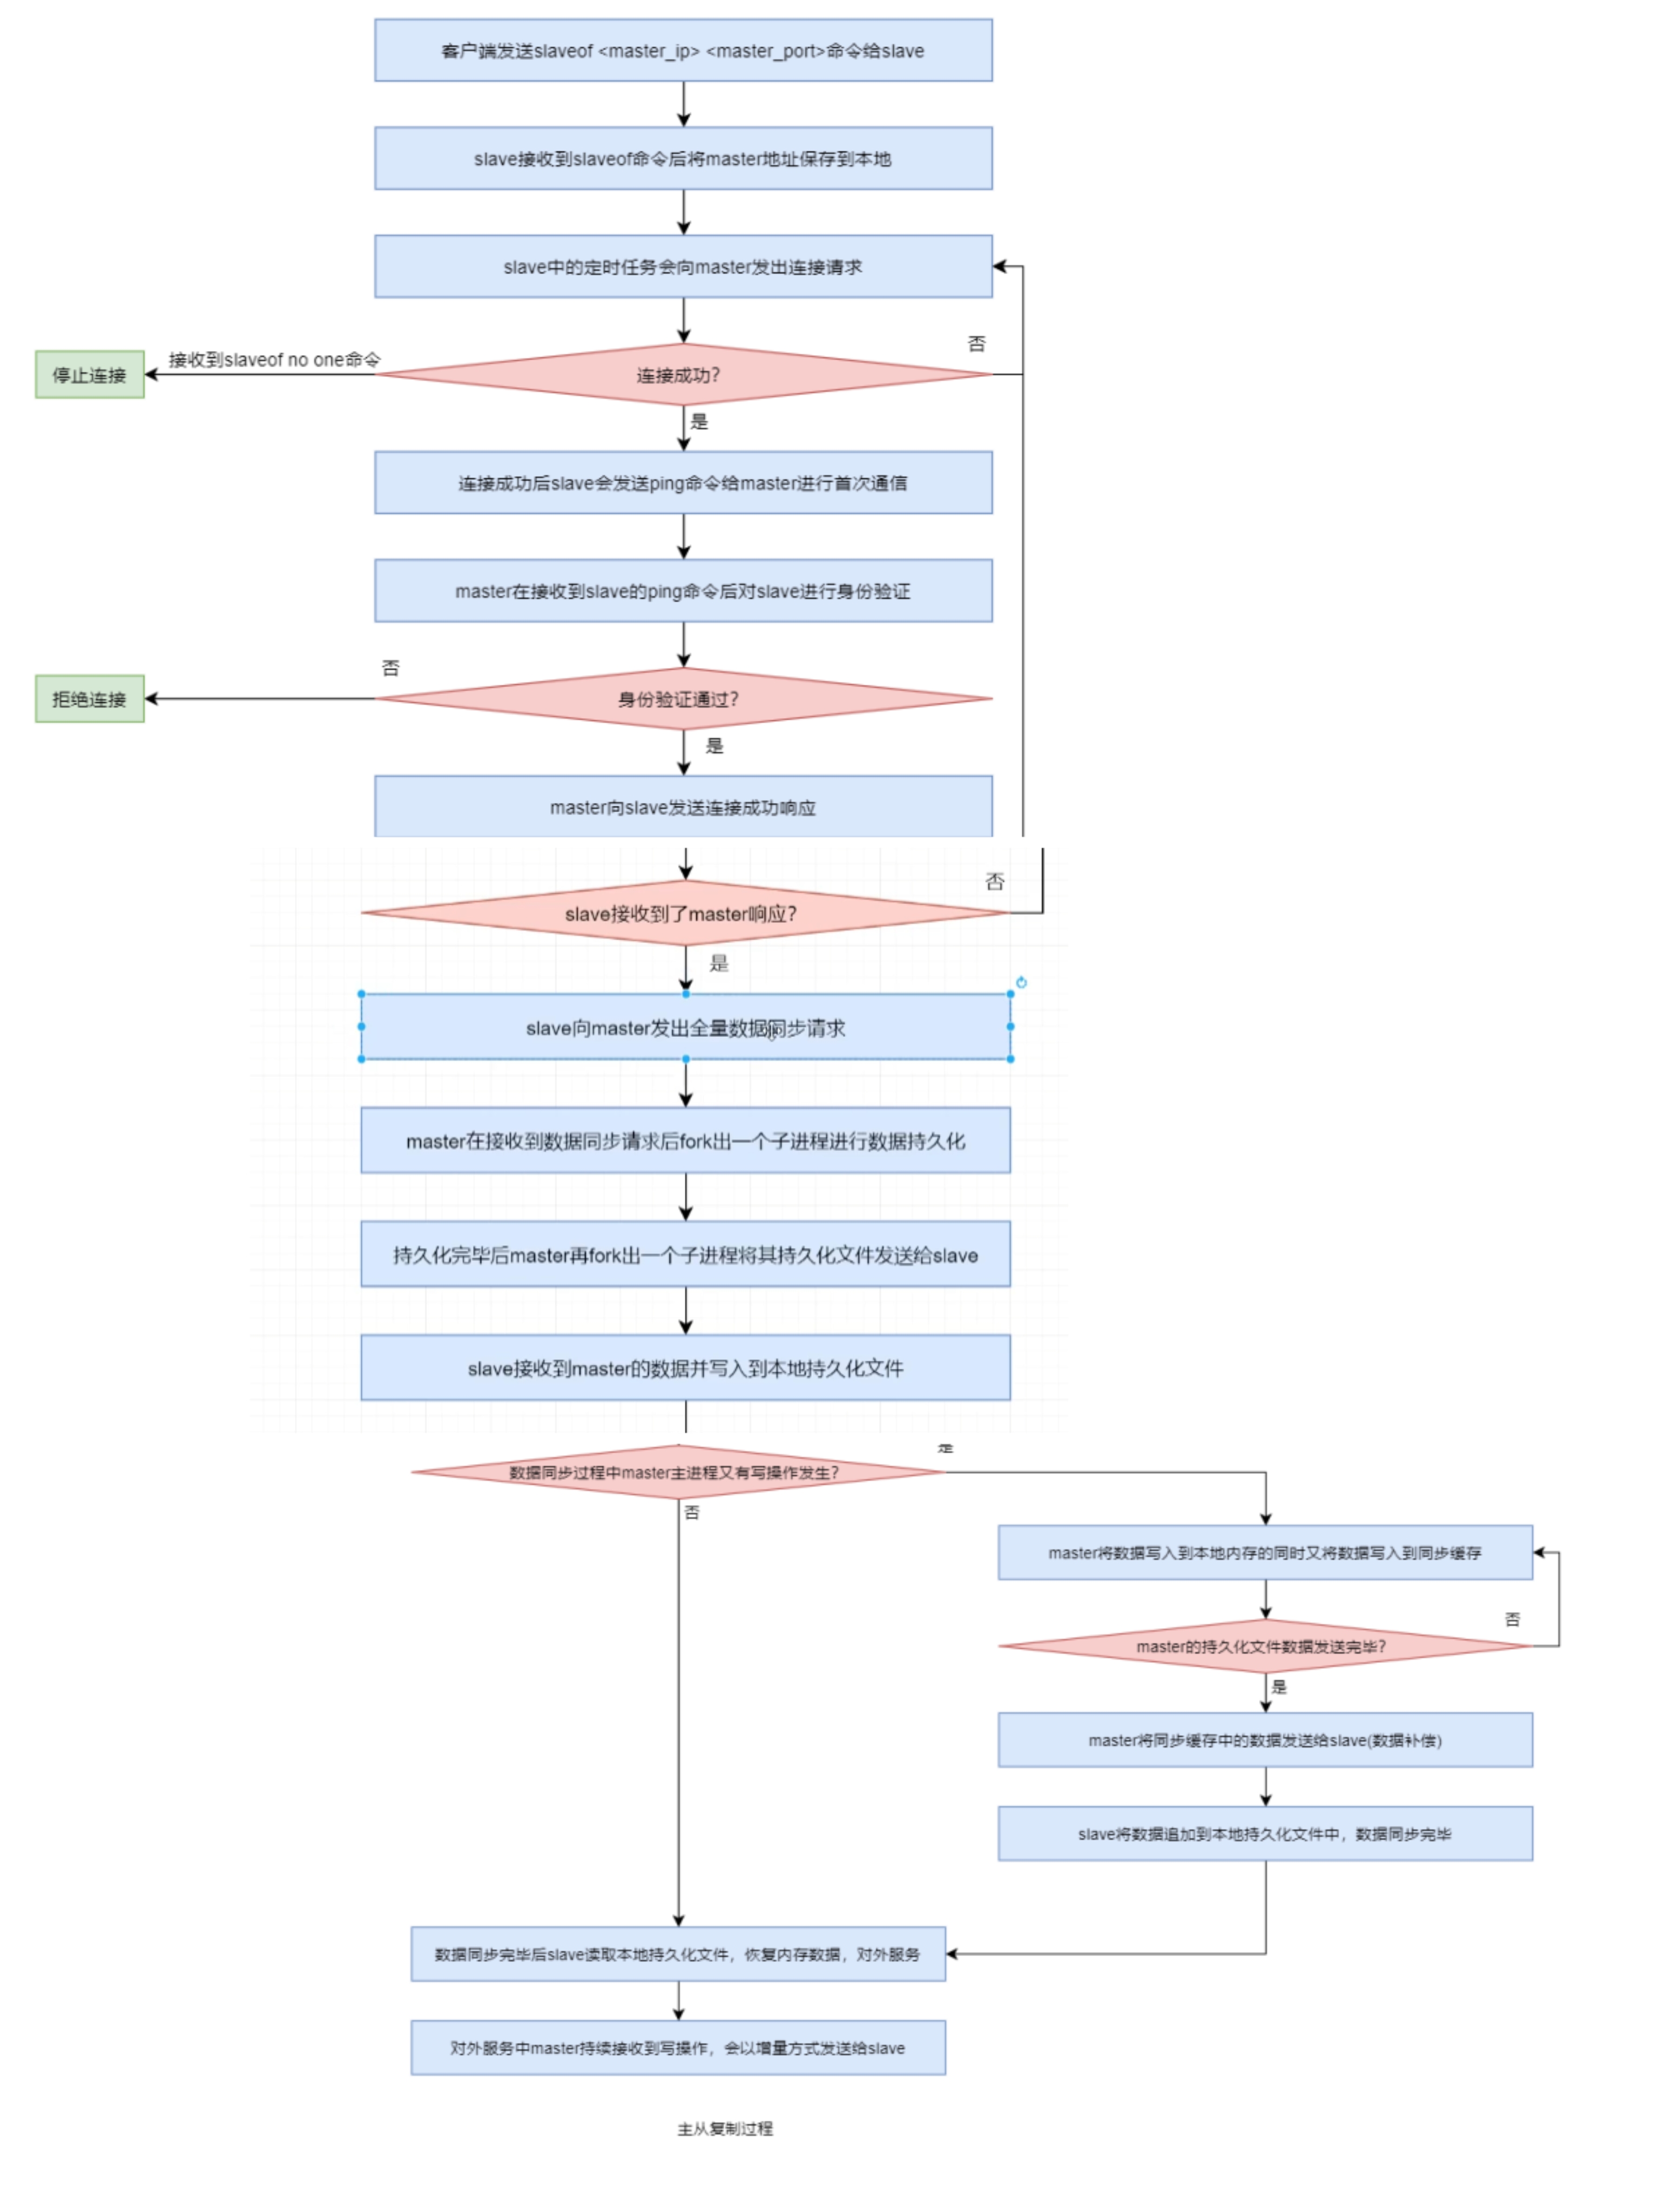 客户端发送slaveof <master_ip> <master_port>命令给slave
slave接收到slaveof命令后将master地址保存到本地
slave中的定时任务会向master发出连接请求
否
接收到slaveof no one命令
停止连接
连接成功?
是
连接成功后slave会发送ping命令给master进行首次通信
master在接收到slave的ping命令后对slave进行身份验证
否
拒绝连接
身份验证通过?
是
master向slave发送连接成功响应
否
slave接收到了master响应?
是
slave向master发出全量数据同步请求
master在接收到数据同步请求后fork出一个子进程进行数据持久化
持久化完毕后master再fork出一个子进程将其持久化文件发送给slave
slave接收到master的数据并写入到本地持久化文件
是
数据同步过程中master主进程又有写操作发生?
否
master将数据写入到本地内存的同时又将数据写入到同步缓存
否
master的持久化文件数据发送完毕?
是
master将同步缓存中的数据发送给slave(数据补偿)
slave将数据追加到本地持久化文件中，数据同步完毕
数据同步完毕后slave读取本地持久化文件，恢复内存数据，对外服务
对外服务中master持续接收到写操作，会以增量方式发送给slave
主从复制过程